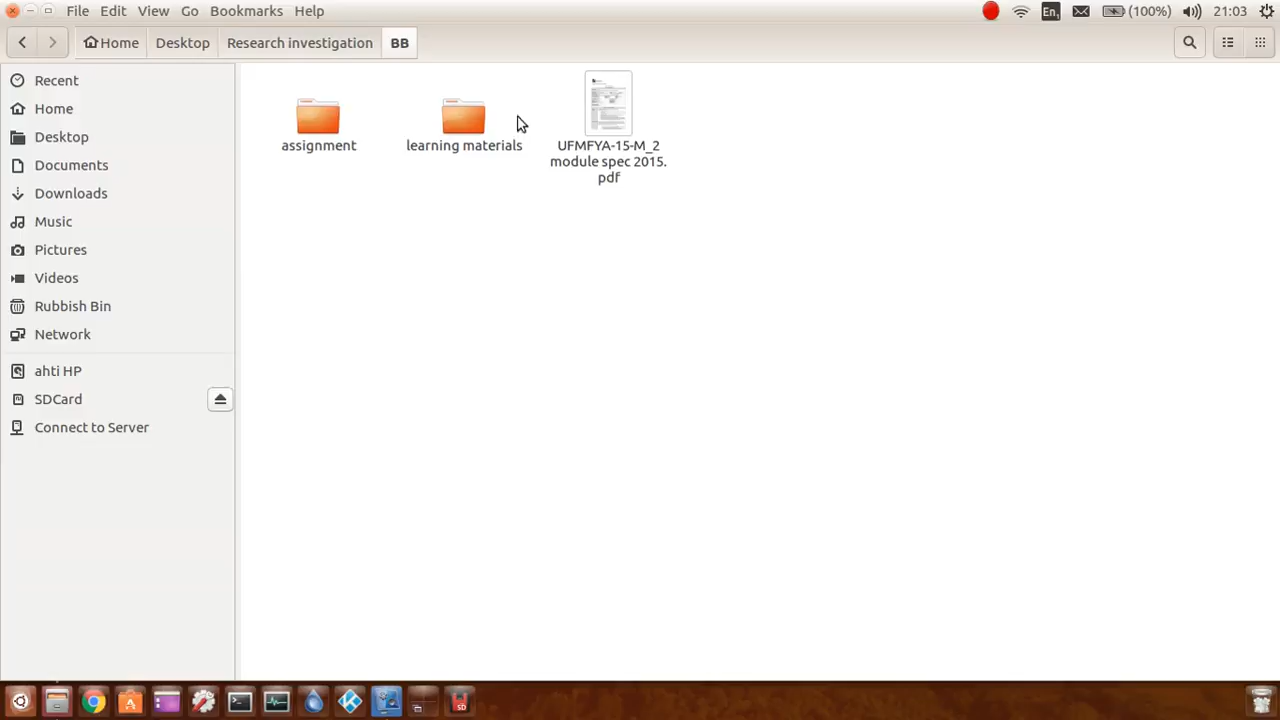 File Edit View Go Bookmarks Help
En1 (100%) 21:03
Home Desktop Research investigation BB
Recent
Home
Desktop
Documents
Downloads
Music
Pictures
Videos
Rubbish Bin
Network
ahti HP
SDCard
Connect to Server
assignment
learning materials
UFMFYA-15-M_2
module spec 2015.
pdf
SD